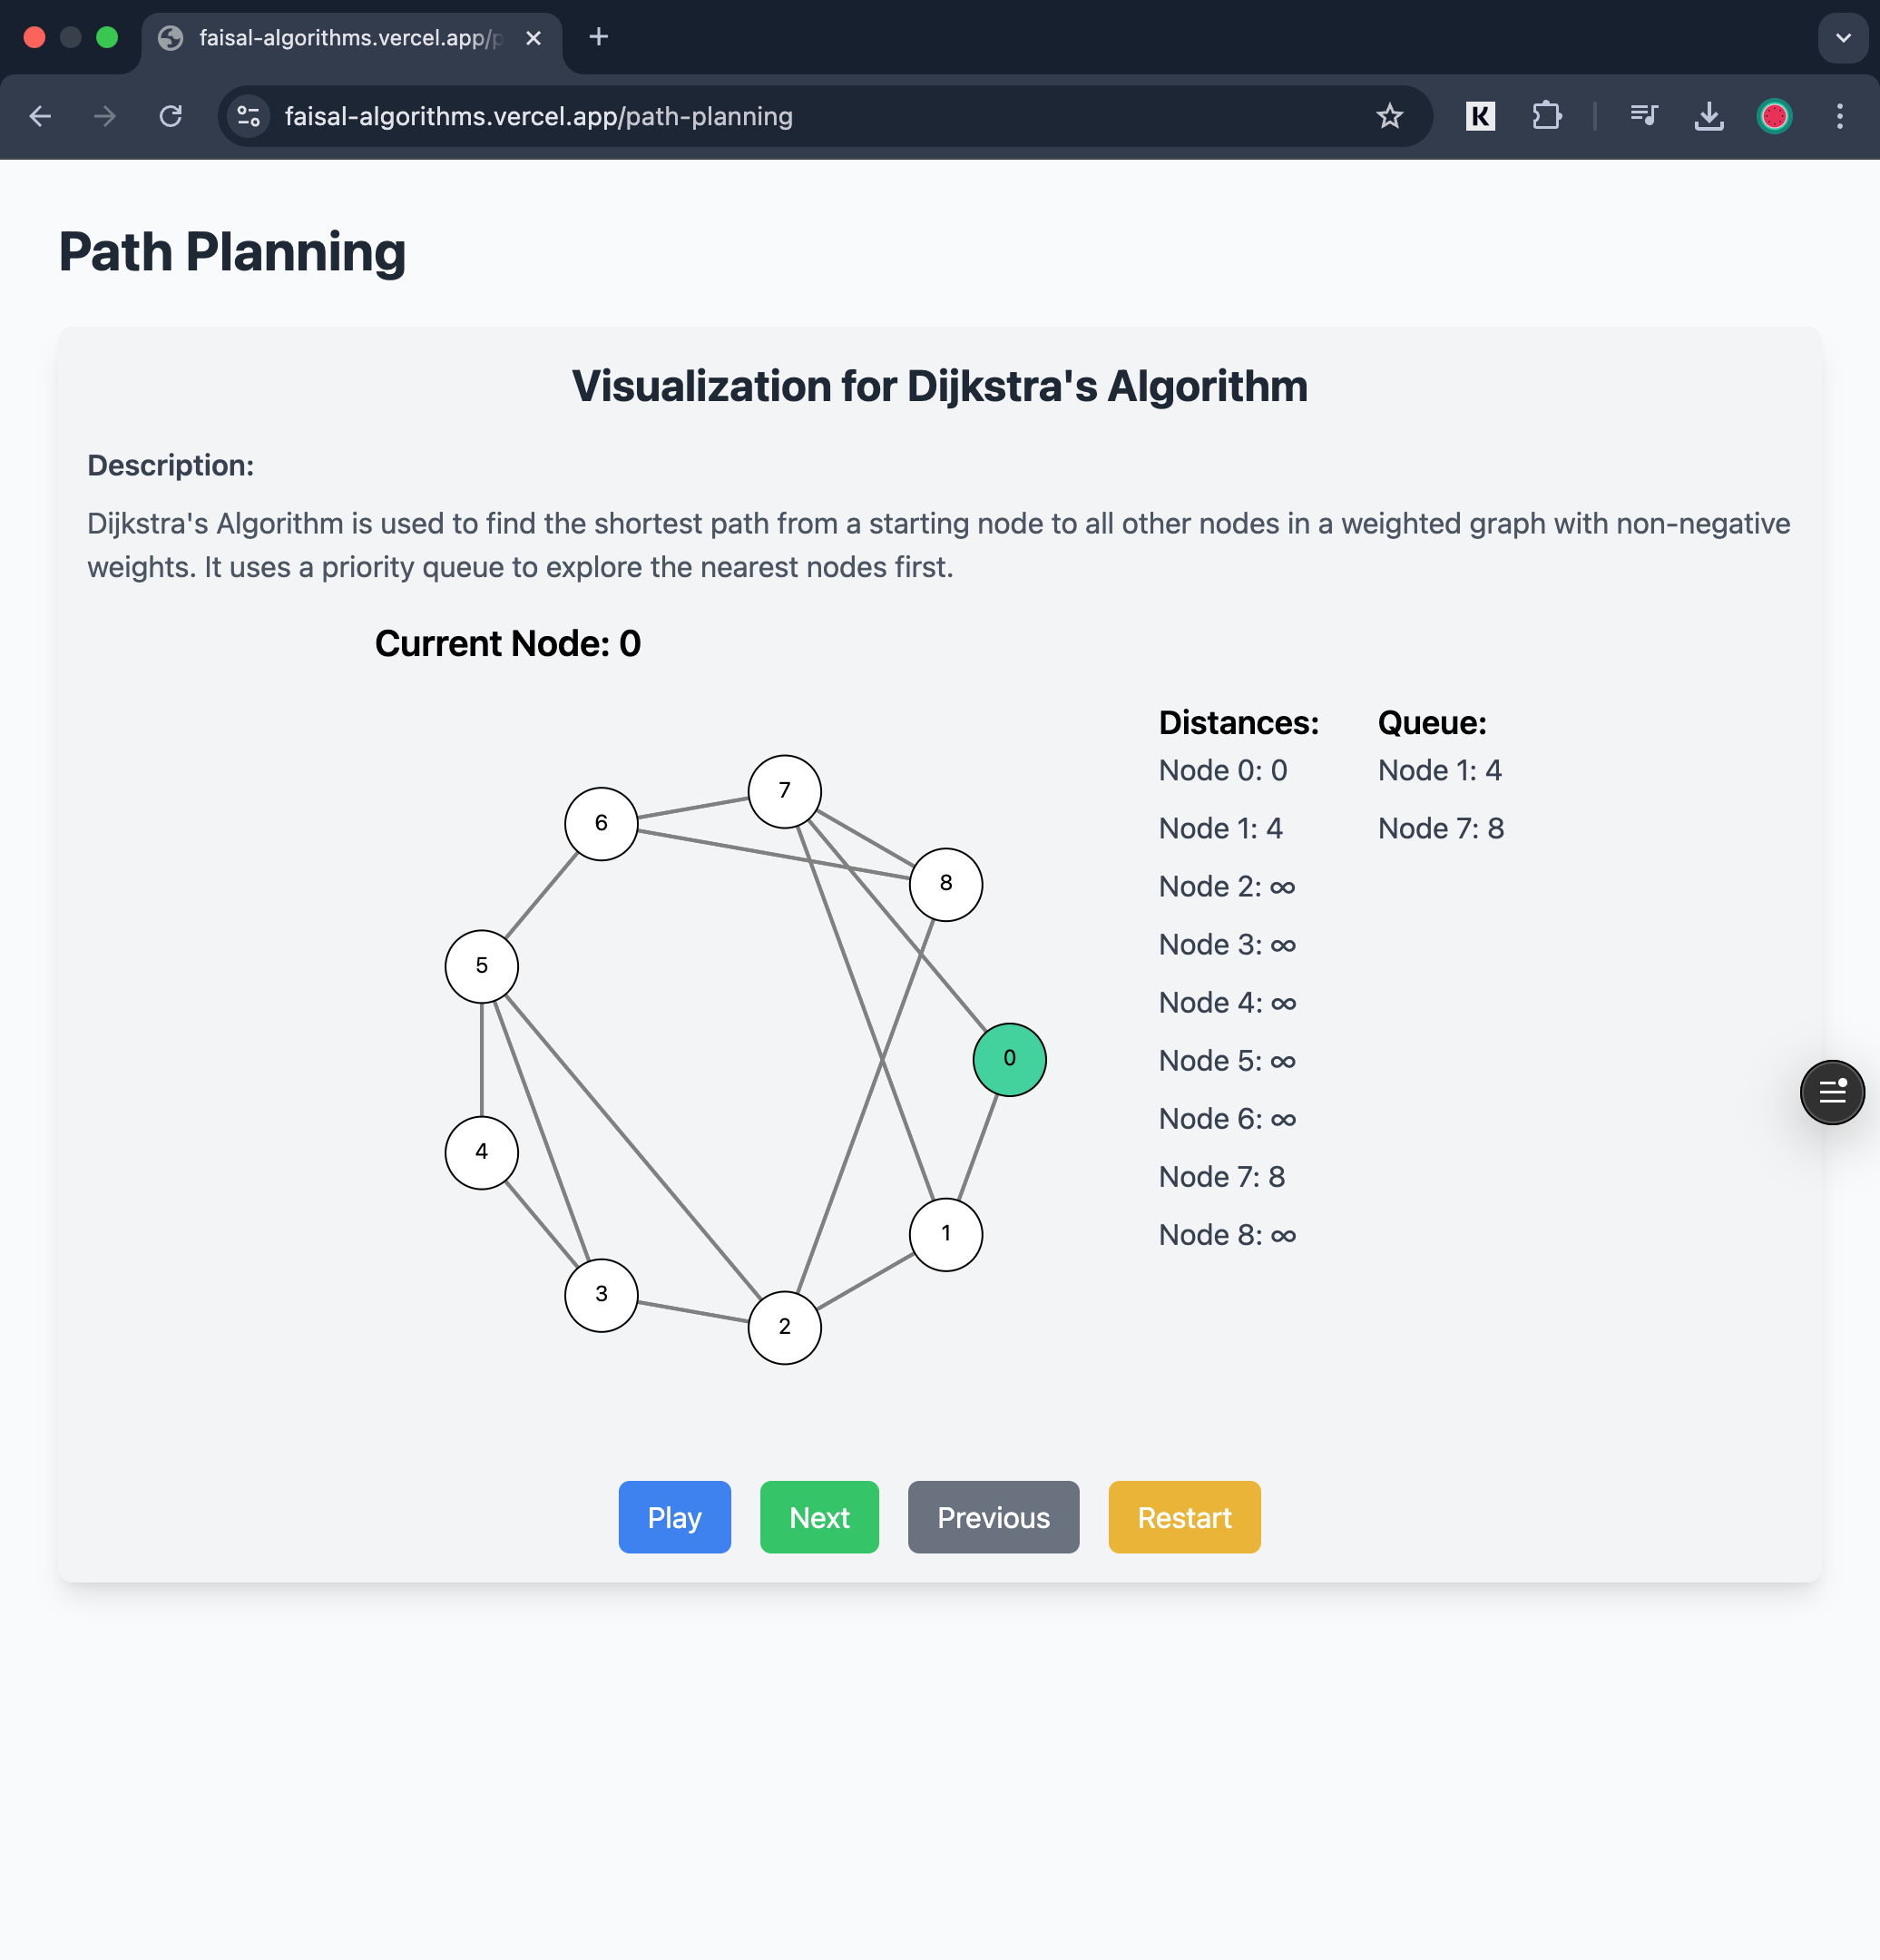 faisal-algorithms.vercel.app/p
faisal-algorithms.vercel.app/path-planning
K
Path Planning
Visualization for Dijkstra's Algorithm
Description:
Dijkstra's Algorithm is used to find the shortest path from a starting node to all other nodes in a weighted graph with non-negative
weights. It uses a priority queue to explore the nearest nodes first.
Current Node: 0
7
6
8
5
0
4
1
3
2
Distances:
Node 0: 0
Node 1: 4
Node 2: ∞
Node 3: ∞
Node 4: ∞
Node 5: ∞
Node 6: ∞
Node 7: 8
Node 8: ∞
Queue:
Node 1: 4
Node 7: 8
Play
Next
Previous
Restart